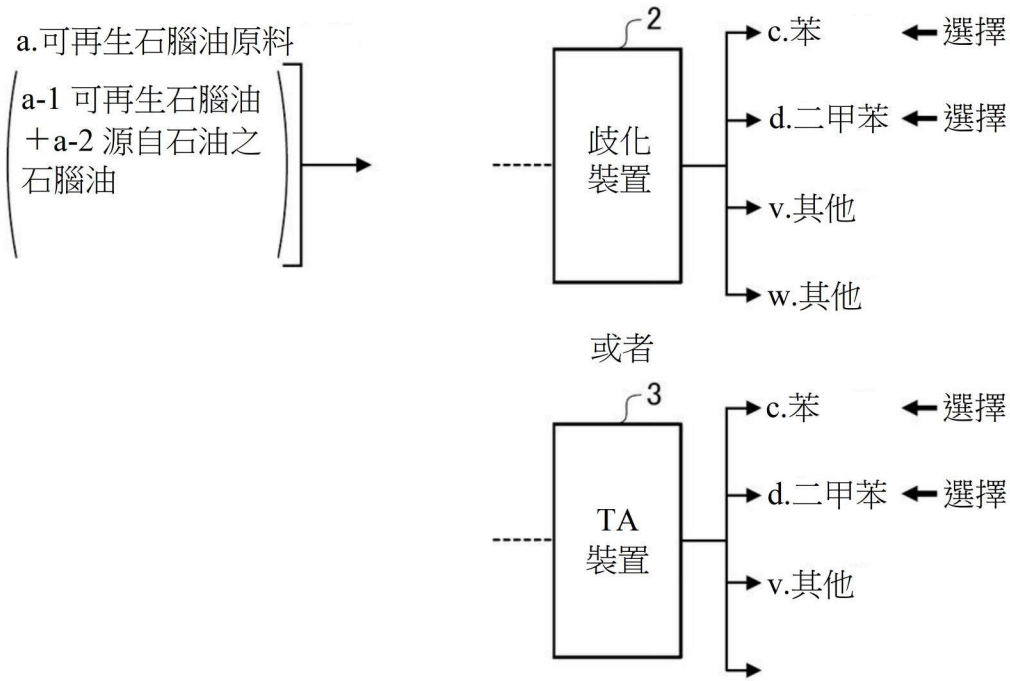 a.可再生石腦油原料
a-1 可再生石腦油
＋a-2 源自石油之
石腦油
2
歧化
裝置
c.苯 選擇
d.二甲苯 選擇
v.其他
w.其他
或者
3
TA
裝置
c.苯 選擇
d.二甲苯 選擇
v.其他